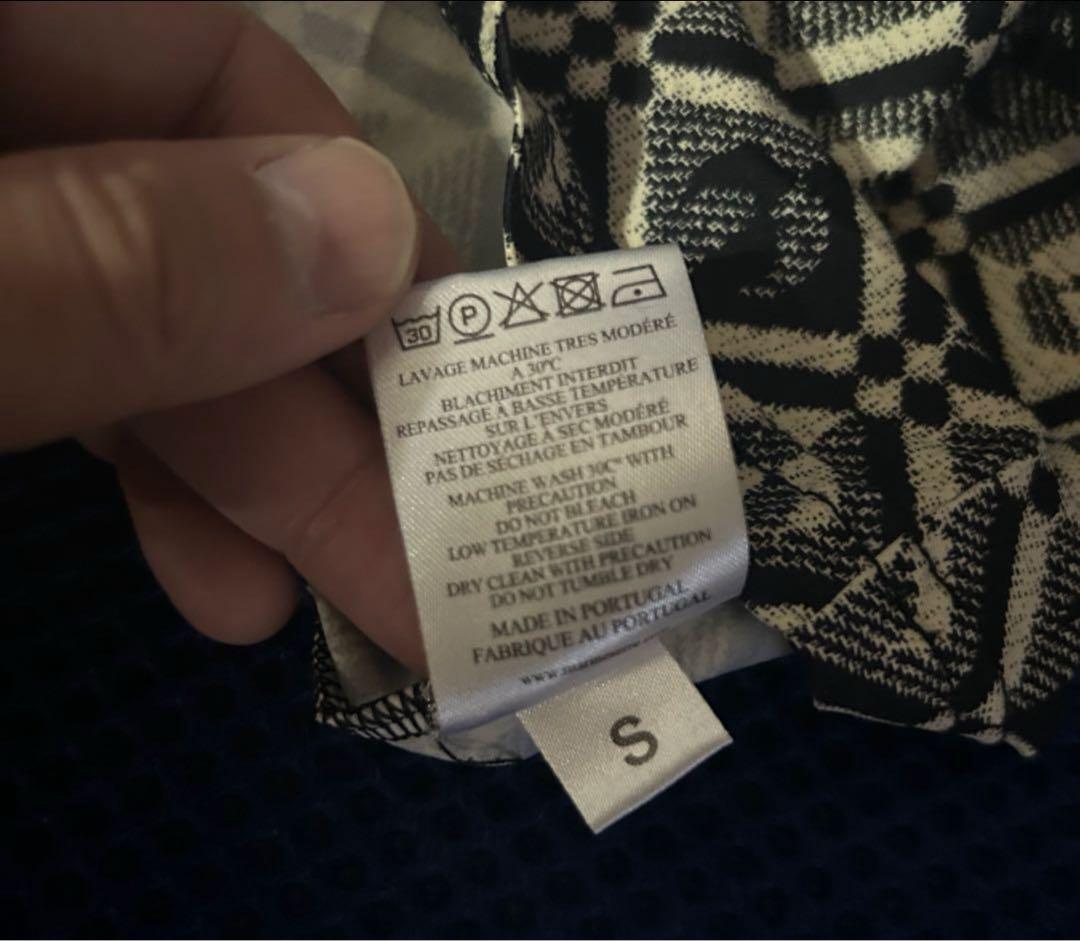 30 P
LAVAGE MACHINE TRES MODÉRÉ
A 30°C
BLACHIMENT INTERDIT
REPASSAGE À BASSE TEMPÉRATURE
SUR L'ENVERS
NETTOYAGE A SEC MODÉRÉ
PAS DE SÉCHAGE EN TAMBOUR
MACHINE WASH 30C° WITH
PRECAUTION
DO NOT BLEACH
LOW TEMPERATURE IRON ON
REVERSE SIDE
DRY CLEAN WITH PRECAUTION
DO NOT TUMBLE DRY
MADE IN PORTUGAL
FABRIQUE AU PORTUGAL
S